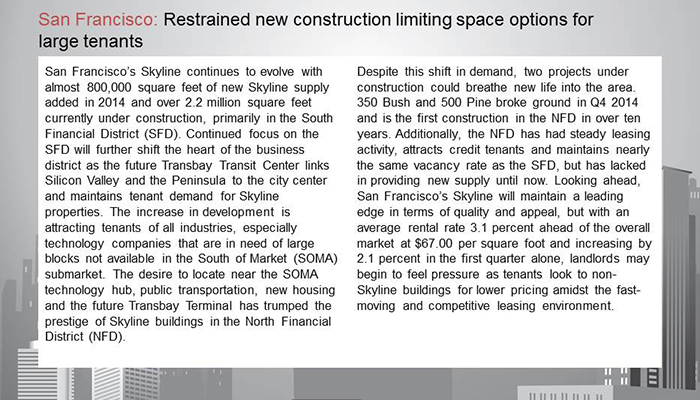 San Francisco: Restrained new construction limiting space options for
large tenants
San Francisco's Skyline continues to evolve with
almost 800,000 square feet of new Skyline supply
added in 2014 and over 2.2 million square feet
currently under construction, primarily in the South
Financial District (SFD). Continued focus on the
SFD will further shift the heart of the business
district as the future Transbay Transit Center links
Silicon Valley and the Peninsula to the city center
and maintains tenant demand for Skyline
properties. The increase in development is
attracting tenants of all industries, especially
technology companies that are in need of large
blocks not available in the South of Market (SOMA)
submarket. The desire to locate near the SOMA
technology hub, public transportation, new housing
and the future Transbay Terminal has trumped the
prestige of Skyline buildings in the North Financial
District (NFD).
Despite this shift in demand, two projects under
construction could breathe new life into the area.
350 Bush and 500 Pine broke ground in Q4 2014
and is the first construction in the NFD in over ten
years. Additionally, the NFD has had steady leasing
activity, attracts credit tenants and maintains nearly
the same vacancy rate as the SFD, but has lacked
in providing new supply until now. Looking ahead,
San Francisco's Skyline will maintain a leading
edge in terms of quality and appeal, but with an
average rental rate 3.1 percent ahead of the overall
market at $67.00 per square foot and increasing by
2.1 percent in the first quarter alone, landlords may
begin to feel pressure as tenants look to non-
Skyline buildings for lower pricing amidst the fast-
moving and competitive leasing environment.